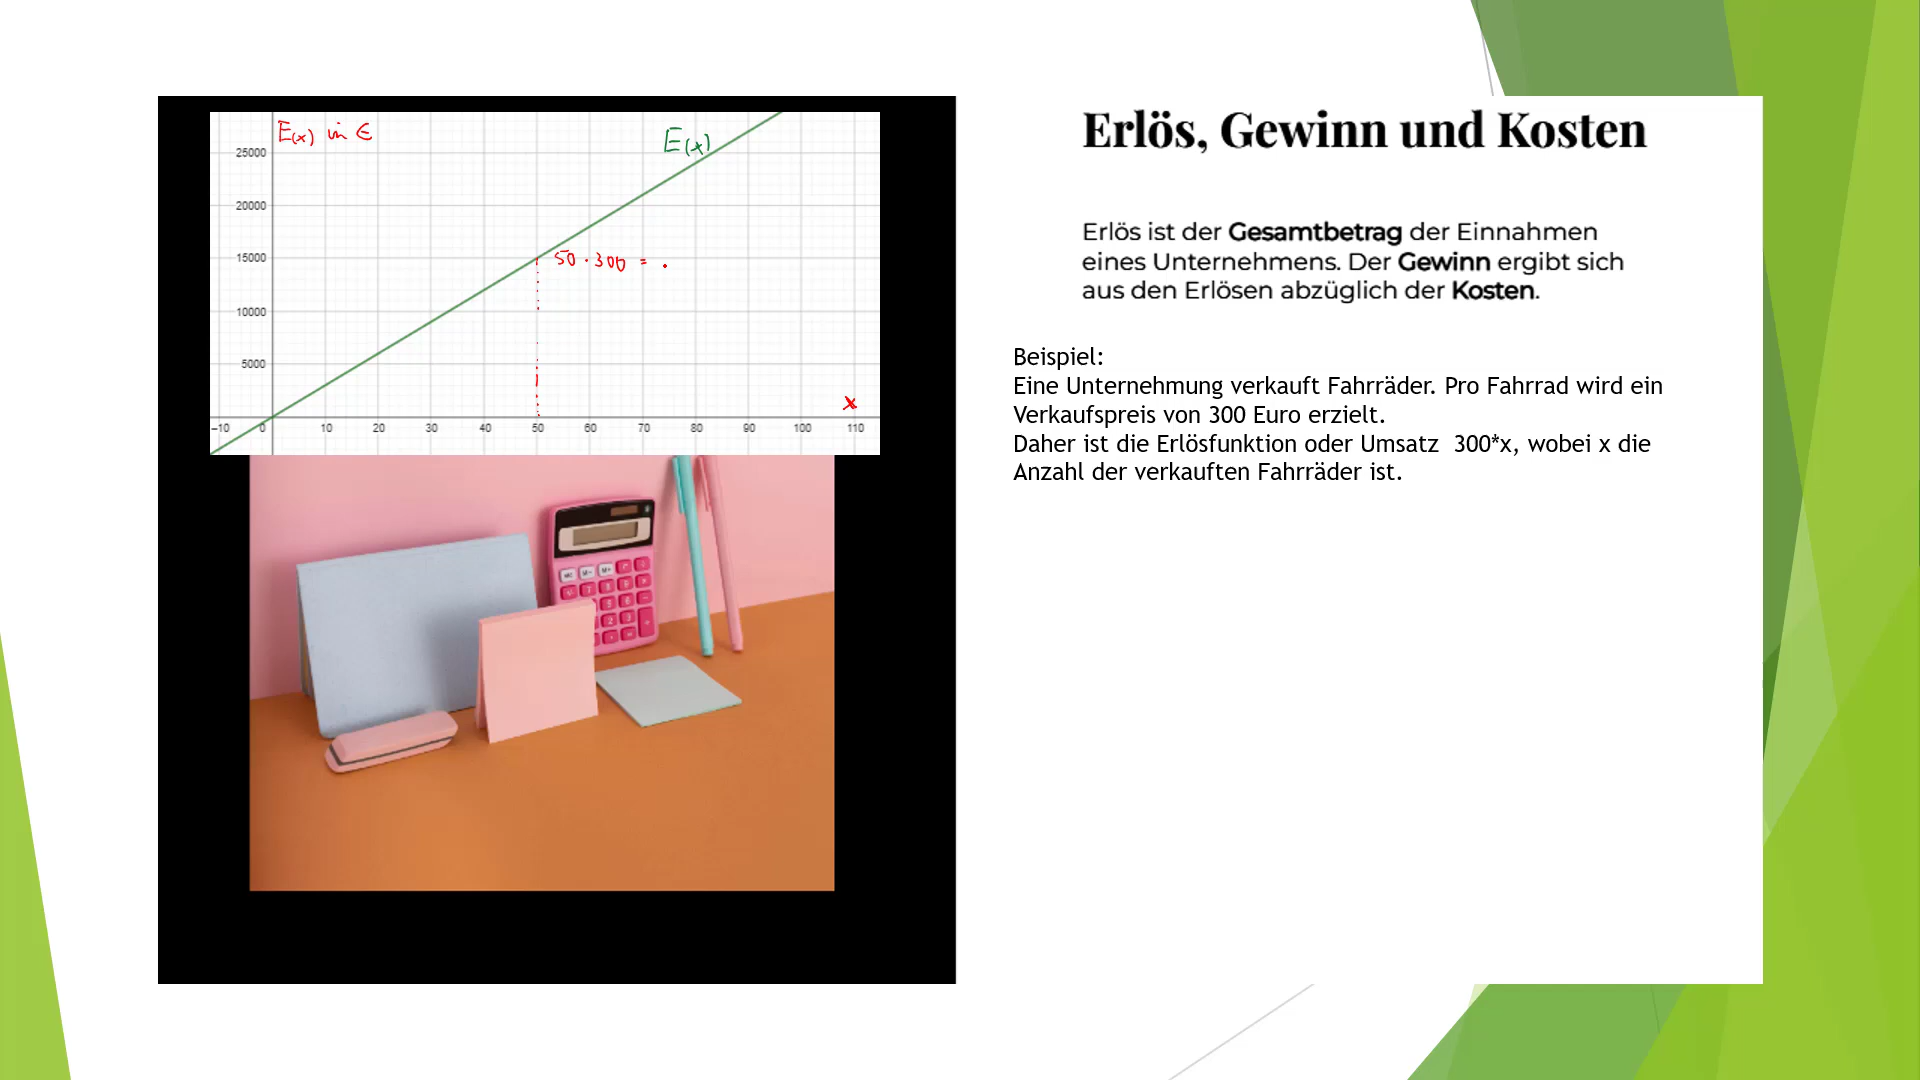 E(x) in €
E(x)
25000
20000
15000
50 · 300 = .
10000
5000
x
-10 0 10 20 30 40 50 60 70 80 90 100 110
Erlös, Gewinn und Kosten
Erlös ist der Gesamtbetrag der Einnahmen
eines Unternehmens. Der Gewinn ergibt sich
aus den Erlösen abzüglich der Kosten.
Beispiel:
Eine Unternehmung verkauft Fahrräder. Pro Fahrrad wird ein
Verkaufspreis von 300 Euro erzielt.
Daher ist die Erlösfunktion oder Umsatz 300*x, wobei x die
Anzahl der verkauften Fahrräder ist.